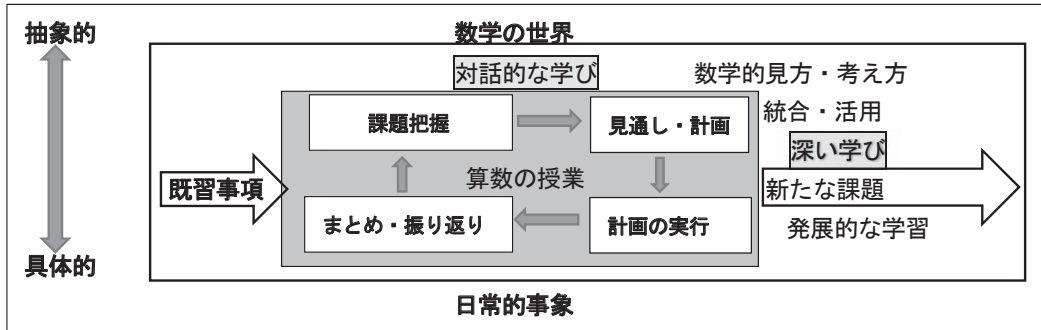 抽象的
数学の世界
対話的な学び
数学的見方・考え方
課題把握
見通し・計画
統合・活用
深い学び
既習事項
算数の授業
新たな課題
まとめ・振り返り
計画の実行
発展的な学習
具体的
日常的事象